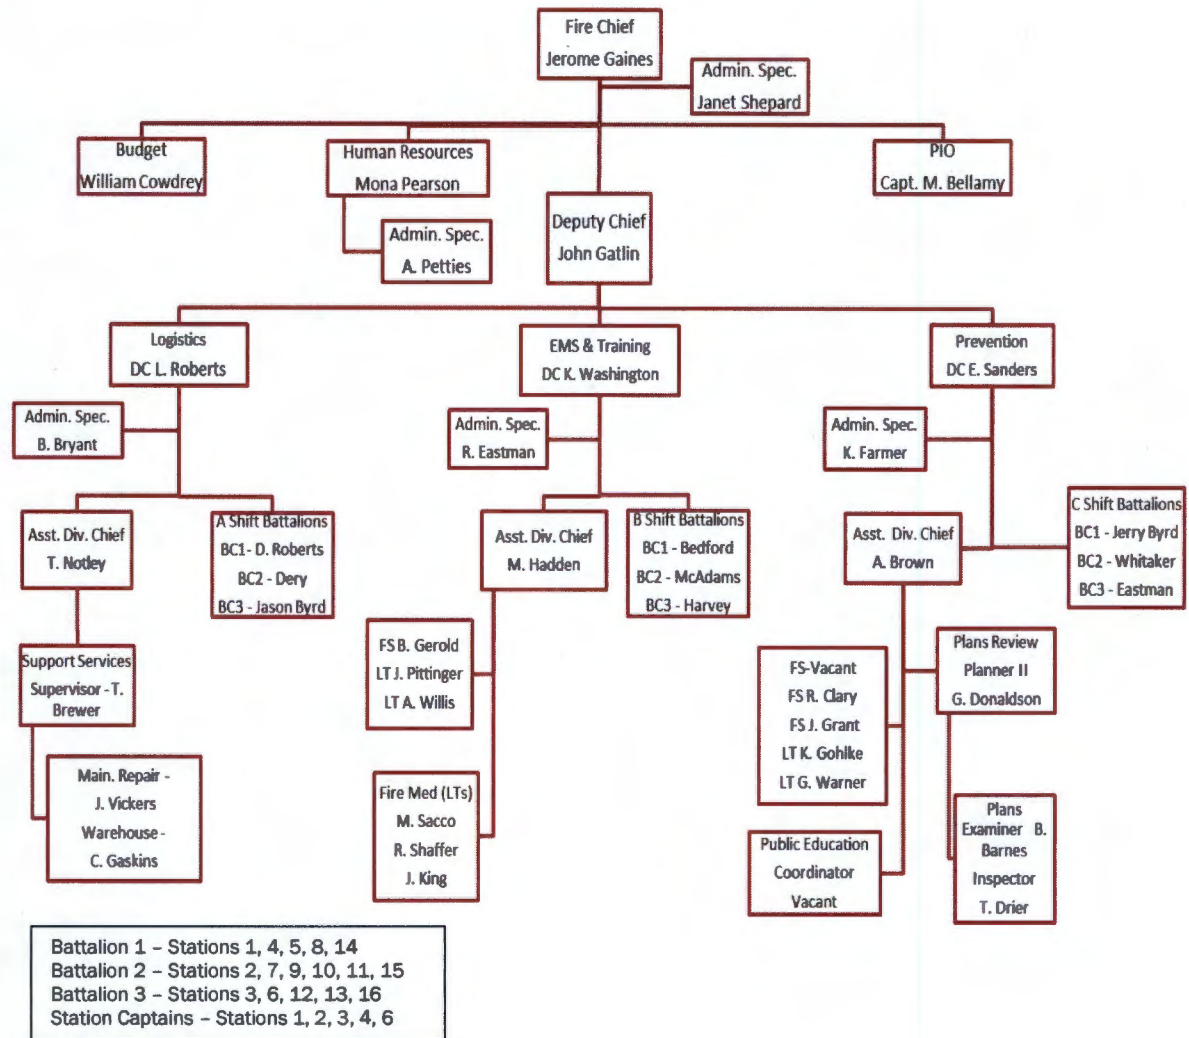 Fire Chief
Jerome Gaines
Admin. Spec.
Janet Shepard
Budget
William Cowdrey
Human Resources
Mona Pearson
PIO
Capt. M. Bellamy
Admin. Spec.
A. Petties
Deputy Chief
John Gatlin
Logistics
DC L. Roberts
EMS & Training
DC K. Washington
Prevention
DC E. Sanders
Admin. Spec.
B. Bryant
Admin. Spec.
R. Eastman
Admin. Spec.
K. Farmer
Asst. Div. Chief
T. Notley
A Shift Battalions
BC1- D. Roberts
BC2 - Dery
BC3 - Jason Byrd
Asst. Div. Chief
M. Hadden
B Shift Battalions
BC1 - Bedford
BC2 - McAdams
BC3 - Harvey
Asst. Div. Chief
A. Brown
C Shift Battalions
BC1 - Jerry Byrd
BC2 - Whitaker
BC3 - Eastman
Support Services
Supervisor - T.
Brewer
FS B. Gerold
LT J. Pittinger
LT A. Willis
FS-Vacant
FS R. Clary
FS J. Grant
LT K. Gohlke
LT G. Warner
Plans Review
Planner II
G. Donaldson
Main. Repair -
J. Vickers
Warehouse -
C. Gaskins
Fire Med (LTs)
M. Sacco
R. Shaffer
J. King
Public Education
Coordinator
Vacant
Plans
Examiner B.
Barnes
Inspector
T. Drier
Battalion 1 – Stations 1, 4, 5, 8, 14
Battalion 2 – Stations 2, 7, 9, 10, 11, 15
Battalion 3 – Stations 3, 6, 12, 13, 16
Station Captains – Stations 1, 2, 3, 4, 6